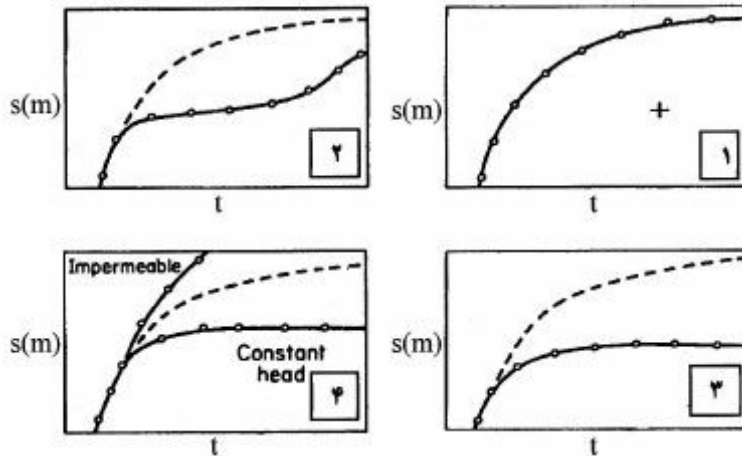 s(m)
۲
t
s(m)
۱
t
s(m)
Impermeable
Constant
head
۴
t
s(m)
۳
t